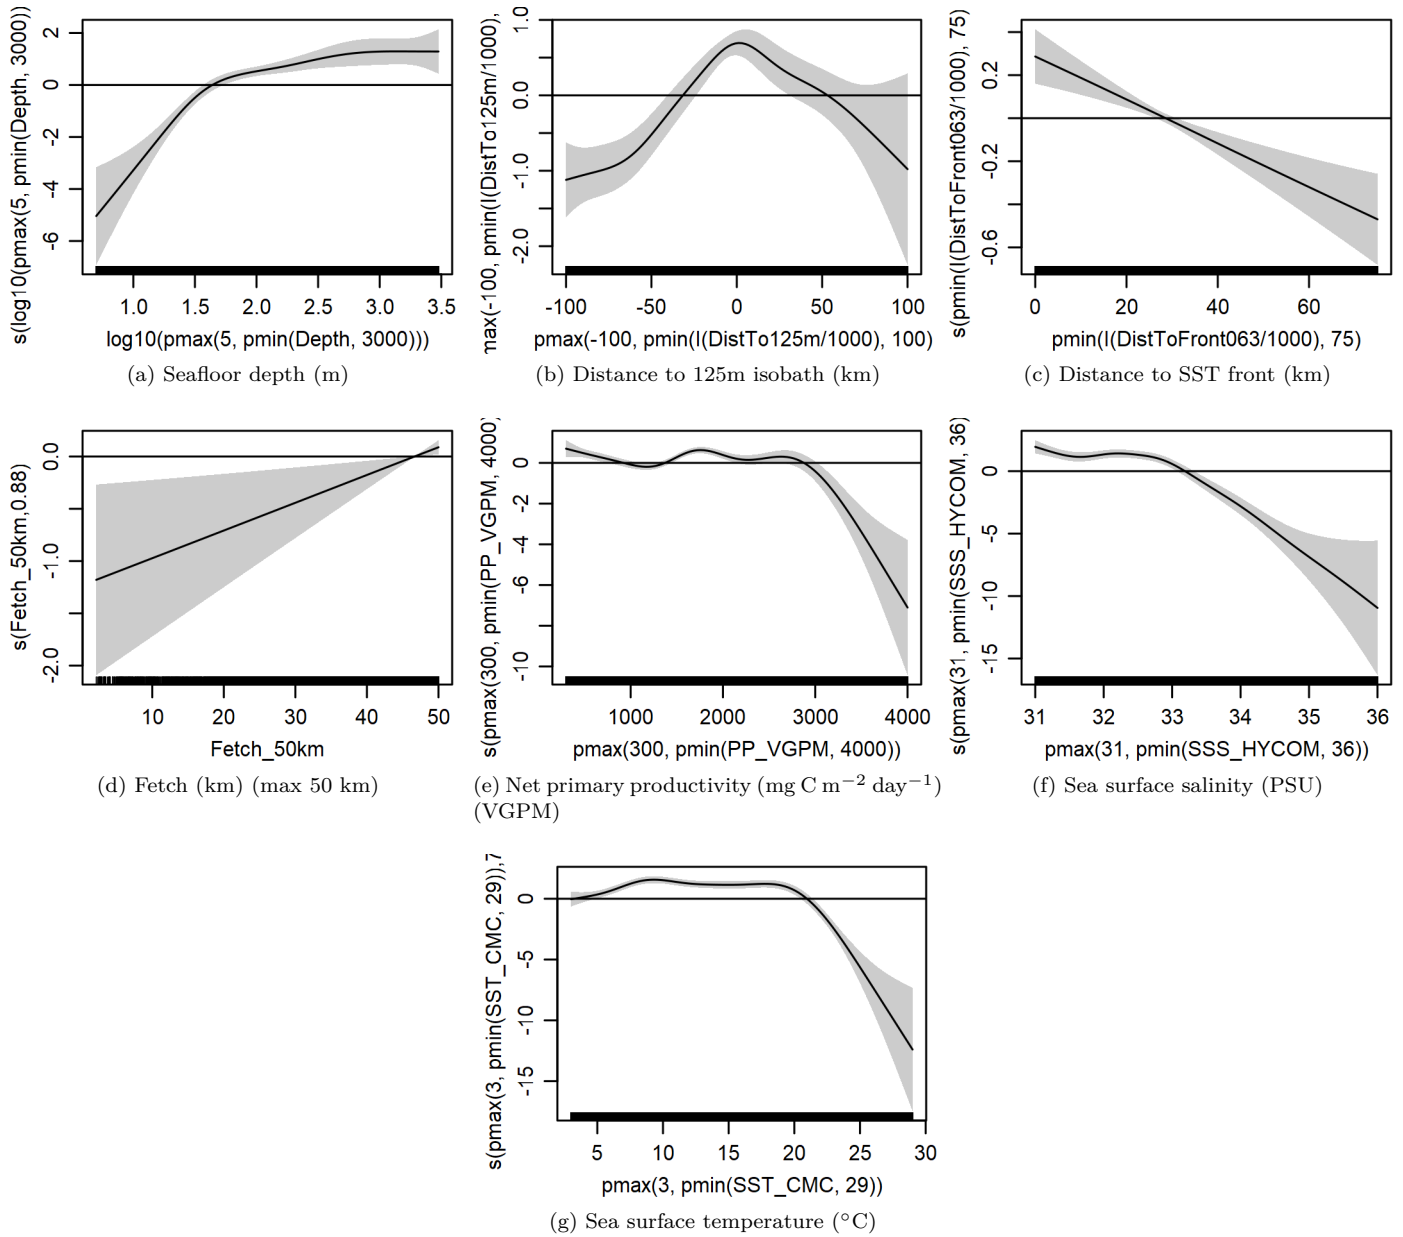 s(log10(pmax(5, pmin(Depth, 3000)))
2
0
-2
-4
-6
1.0 1.5 2.0 2.5 3.0 3.5
log10(pmax(5, pmin(Depth, 3000)))
(a) Seafloor depth (m)
max(-100, pmin(I(DistTo125m/1000),
1.0
0.0
-1.0
-2.0
-100 -50 0 50 100
pmax(-100, pmin(I(DistTo125m/1000), 100)
(b) Distance to 125m isobath (km)
s(pmin(I(DistToFront063/1000), 75)
0.2
-0.2
-0.6
0 20 40 60
pmin(I(DistToFront063/1000), 75)
(c) Distance to SST front (km)
s(Fetch_50km,0.88)
0.0
-1.0
-2.0
10 20 30 40 50
Fetch_50km
(d) Fetch (km) (max 50 km)
s(pmax(300, pmin(PP_VGPM, 4000)
0
-2
-4
-6
-10
1000 2000 3000 4000
pmax(300, pmin(PP_VGPM, 4000))
(e) Net primary productivity (mg C m−2 day−1)
(VGPM)
s(pmax(31, pmin(SSS_HYCOM, 36)
0
-5
-10
-15
31 32 33 34 35 36
pmax(31, pmin(SSS_HYCOM, 36))
(f) Sea surface salinity (PSU)
s(pmax(3, pmin(SST_CMC, 29)),7
0
-5
-10
-15
5 10 15 20 25 30
pmax(3, pmin(SST_CMC, 29))
(g) Sea surface temperature (°C)